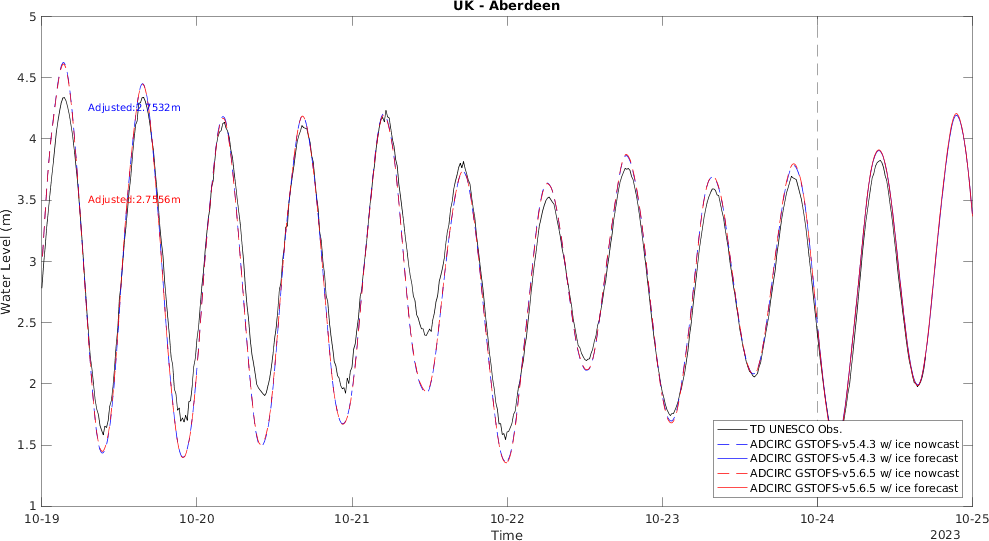 UK - Aberdeen
5
4.5
4
3.5
3
2.5
2
1.5
1
Water Level (m)
Adjusted:2.7532m
Adjusted:2.7556m
TD UNESCO Obs.
ADCIRC GSTOFS-v5.4.3 w/ ice nowcast
ADCIRC GSTOFS-v5.4.3 w/ ice forecast
ADCIRC GSTOFS-v5.6.5 w/ ice nowcast
ADCIRC GSTOFS-v5.6.5 w/ ice forecast
10-19 10-20 10-21 10-22 10-23 10-24 10-25
Time
2023